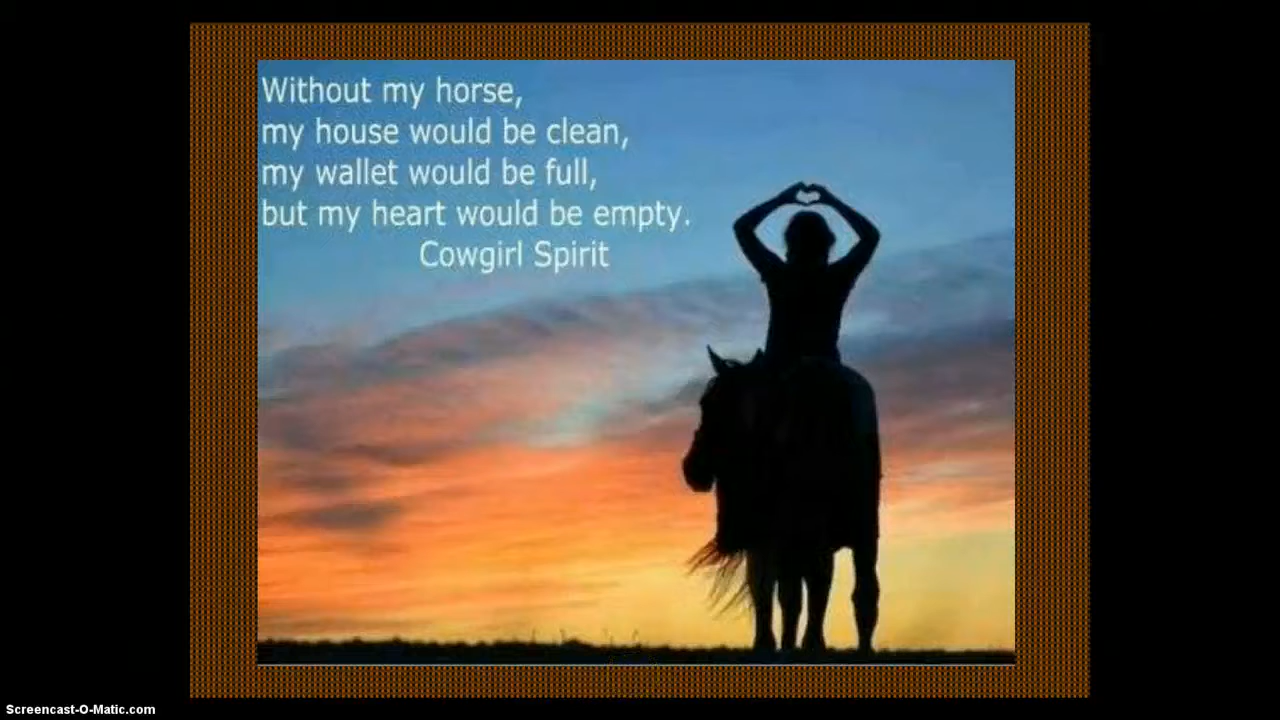 Without my horse,
my house would be clean,
my wallet would be full,
but my heart would be empty.
Cowgirl Spirit
Screencast-O-Matic.com